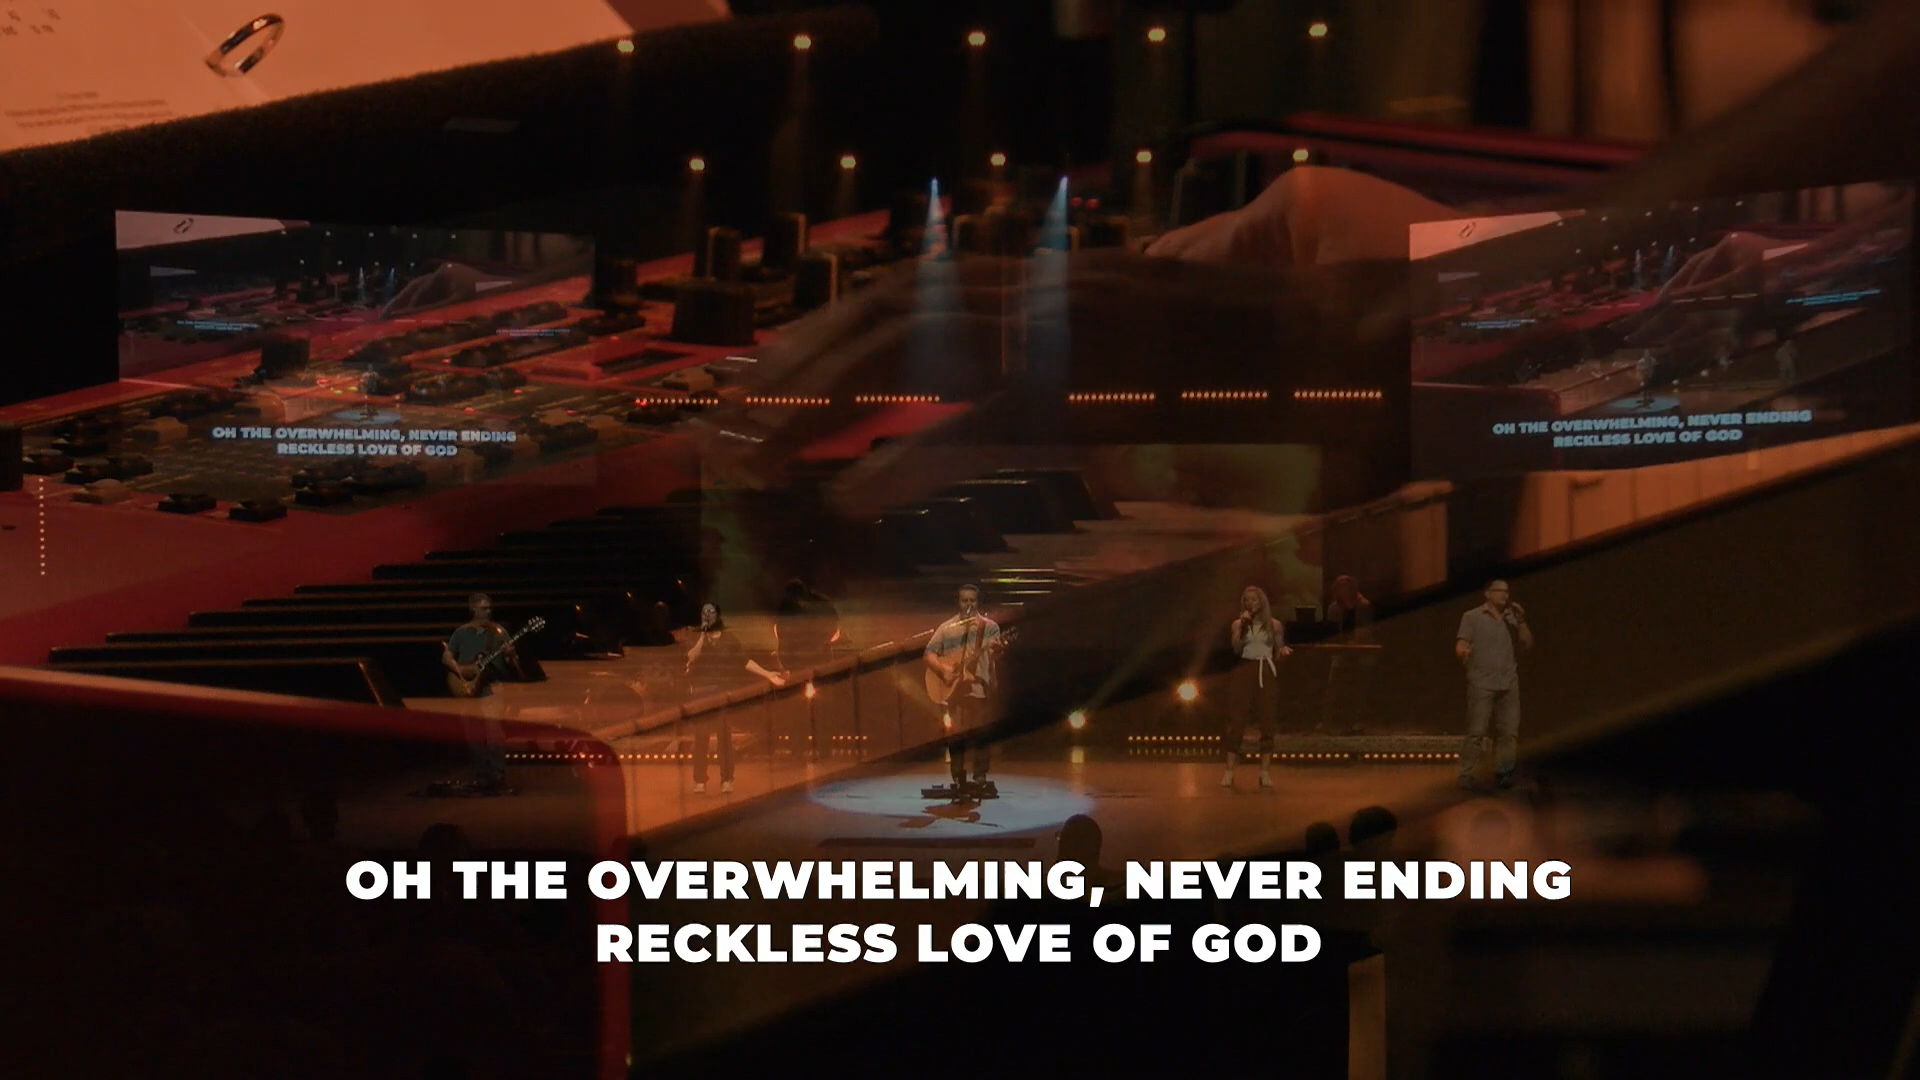 OH THE OVERWHELMING, NEVER ENDING
RECKLESS LOVE OF GOD
OH THE OVERWHELMING, NEVER ENDING
RECKLESS LOVE OF GOD
OH THE OVERWHELMING, NEVER ENDING
RECKLESS LOVE OF GOD